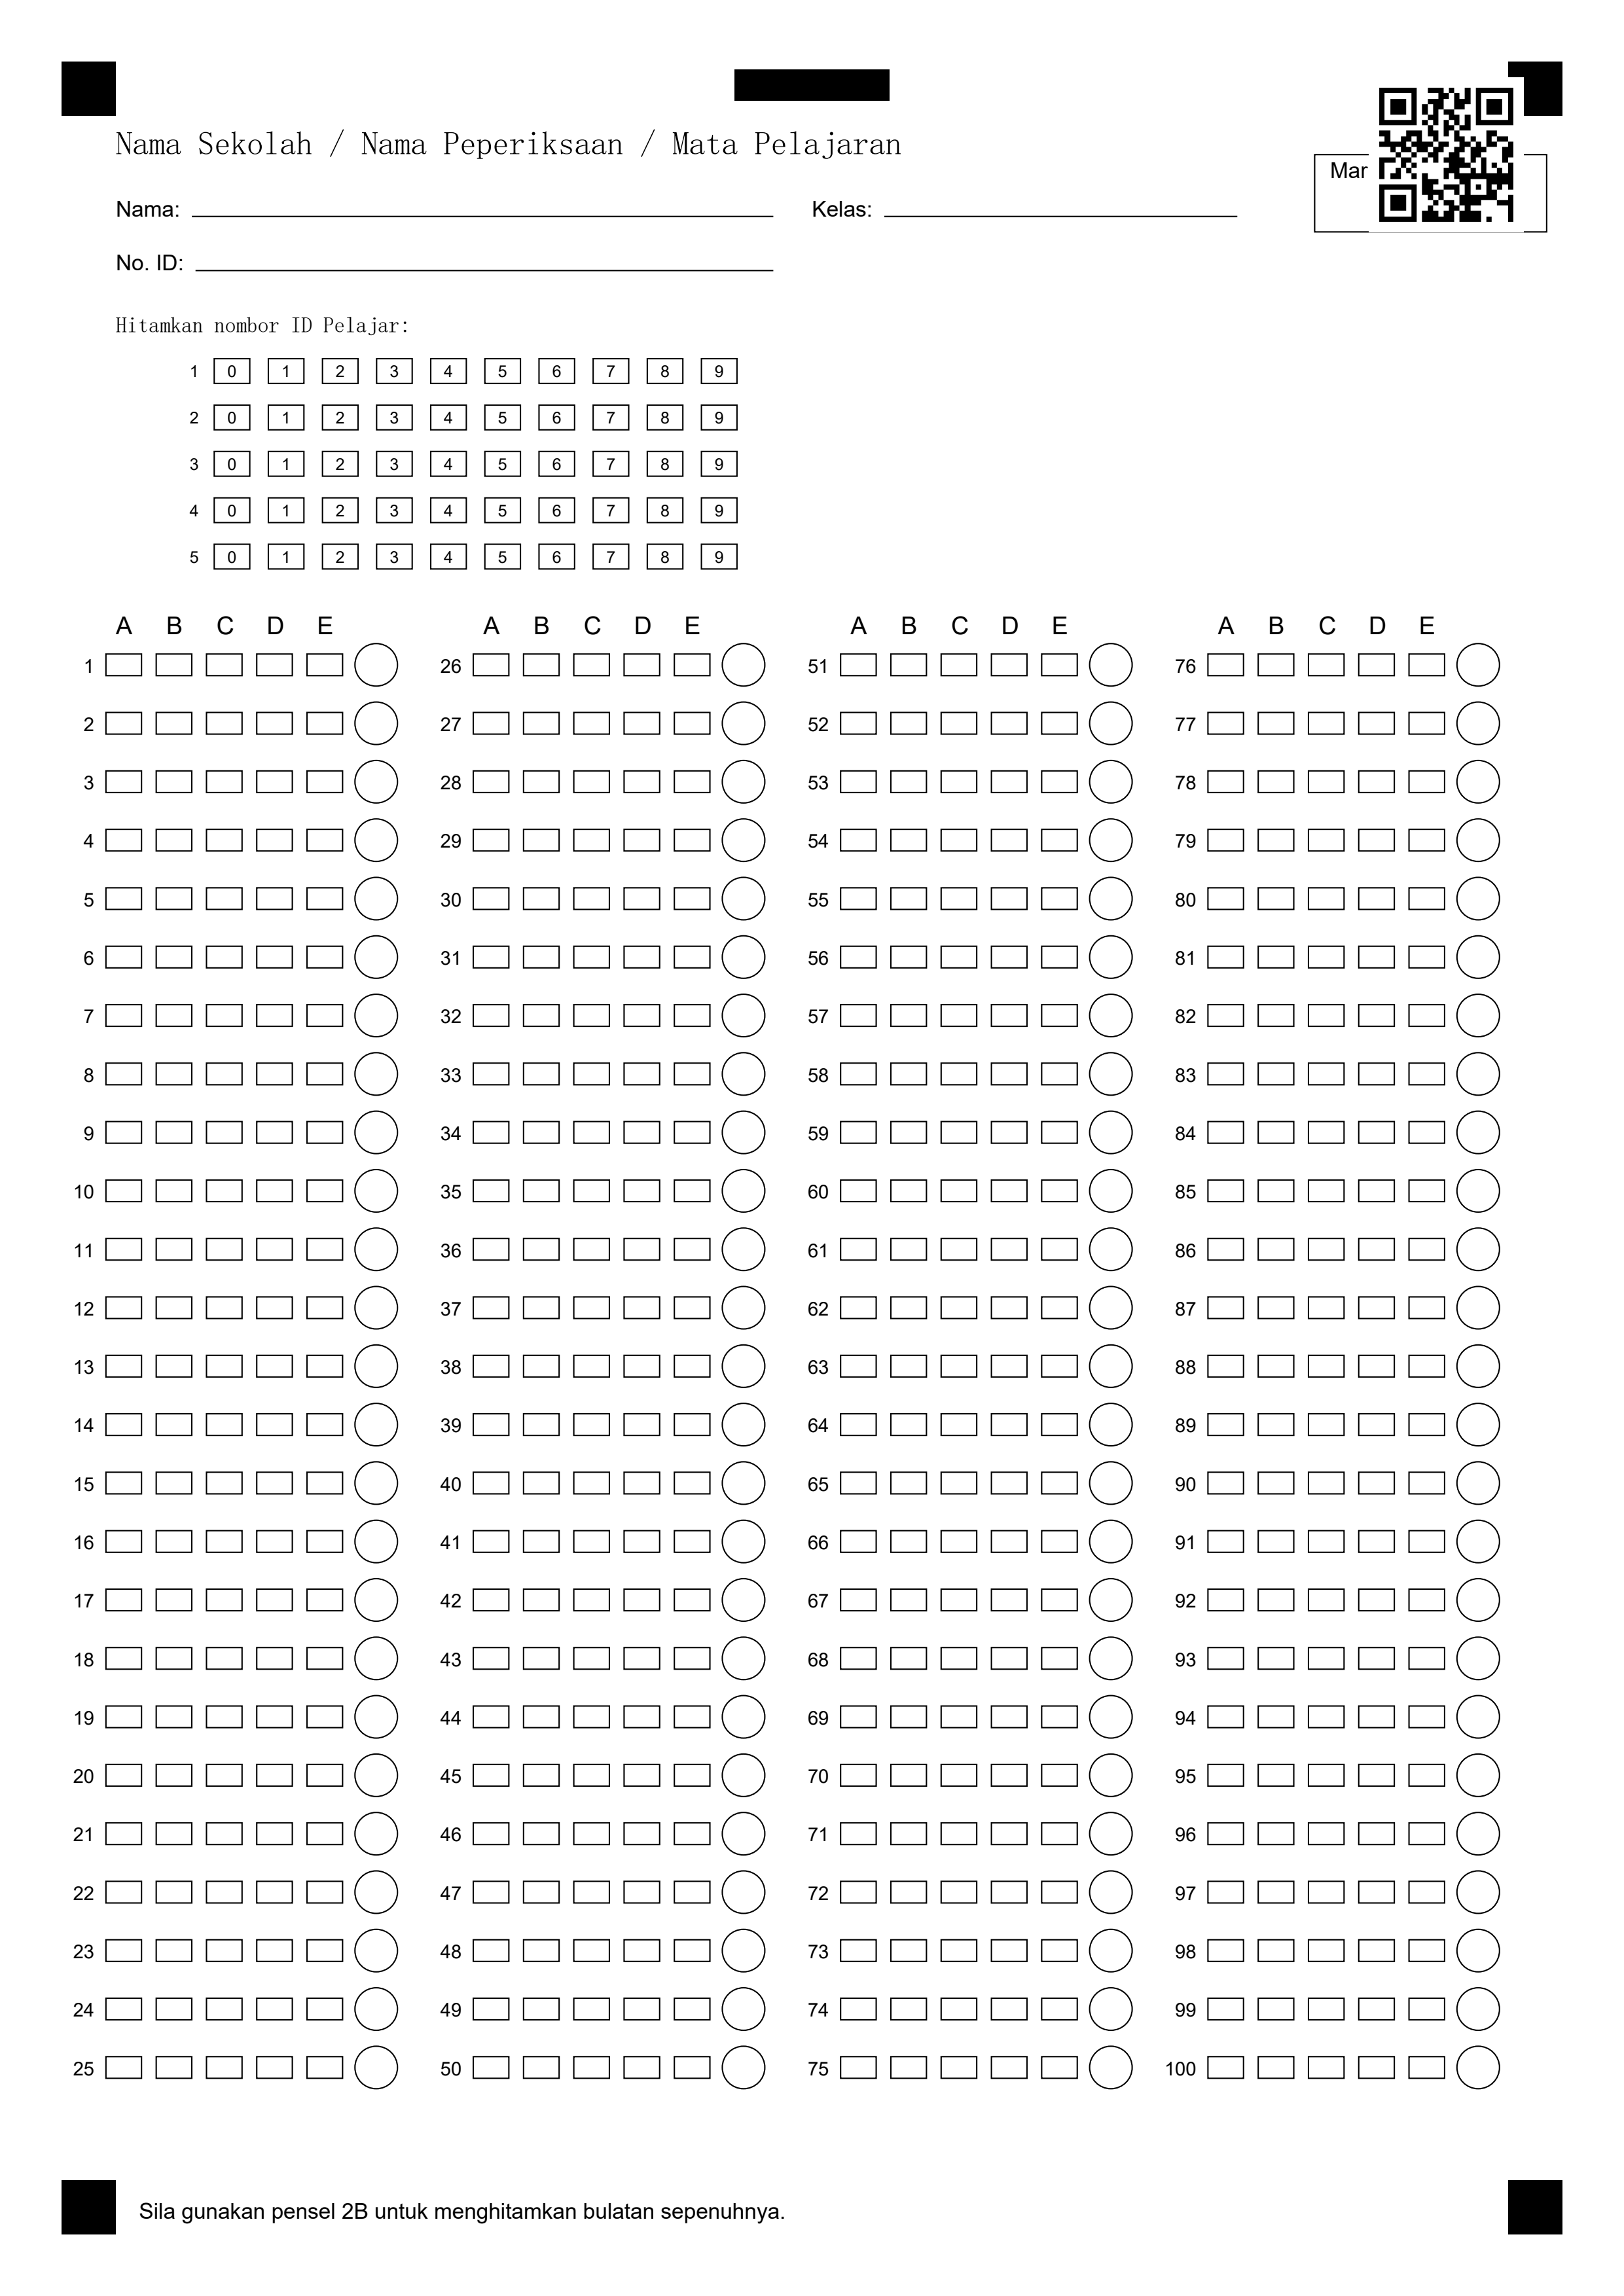 Nama Sekolah / Nama Peperiksaan / Mata Pelajaran
Mar
Nama: Kelas:
No. ID:
Hitamkan nombor ID Pelajar:
1 0 1 2 3 4 5 6 7 8 9
2 0 1 2 3 4 5 6 7 8 9
3 0 1 2 3 4 5 6 7 8 9
4 0 1 2 3 4 5 6 7 8 9
5 0 1 2 3 4 5 6 7 8 9
A B C D E A B C D E A B C D E A B C D E
1 26 51 76
2 27 52 77
3 28 53 78
4 29 54 79
5 30 55 80
6 31 56 81
7 32 57 82
8 33 58 83
9 34 59 84
10 35 60 85
11 36 61 86
12 37 62 87
13 38 63 88
14 39 64 89
15 40 65 90
16 41 66 91
17 42 67 92
18 43 68 93
19 44 69 94
20 45 70 95
21 46 71 96
22 47 72 97
23 48 73 98
24 49 74 99
25 50 75 100
Sila gunakan pensel 2B untuk menghitamkan bulatan sepenuhnya.